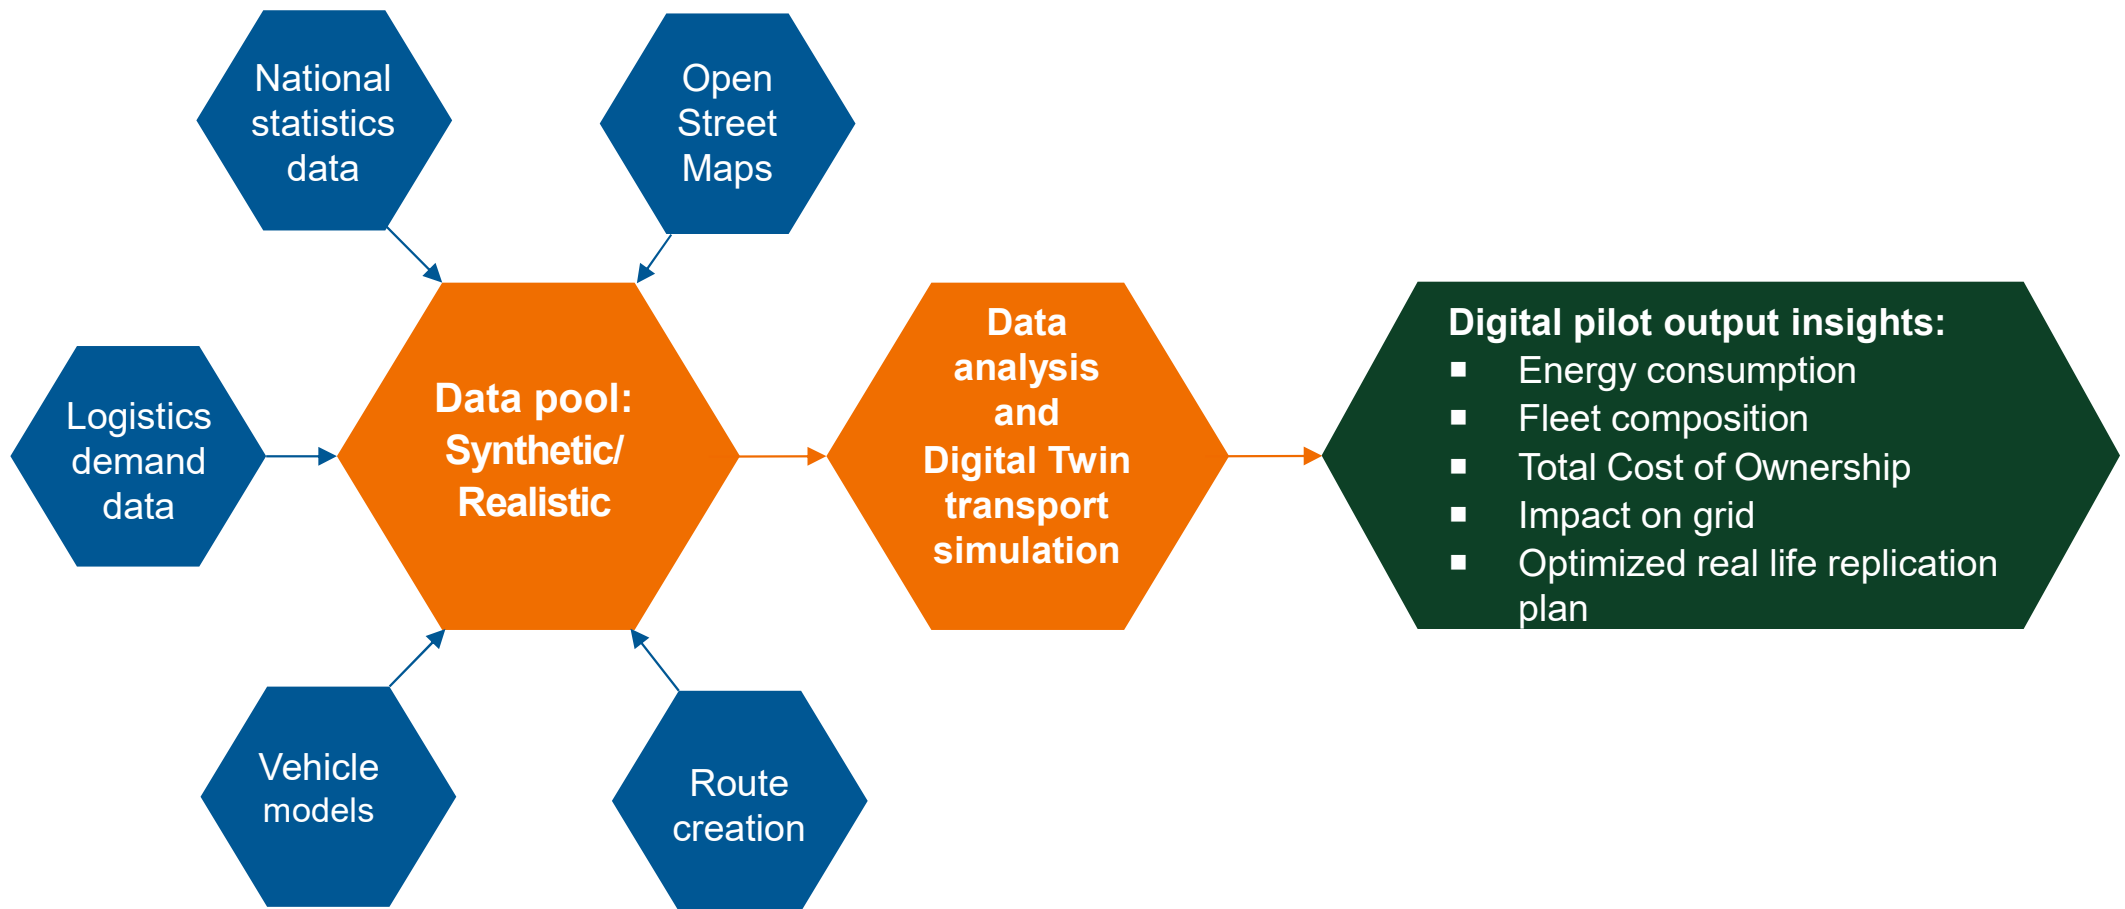 National
statistics
data
Open
Street
Maps
Logistics
demand
data
Data pool:
Synthetic/
Realistic
Data
analysis
and
Digital Twin
transport
simulation
Digital pilot output insights:
▪ Energy consumption
▪ Fleet composition
▪ Total Cost of Ownership
▪ Impact on grid
▪ Optimized real life replication
plan
Vehicle
models
Route
creation